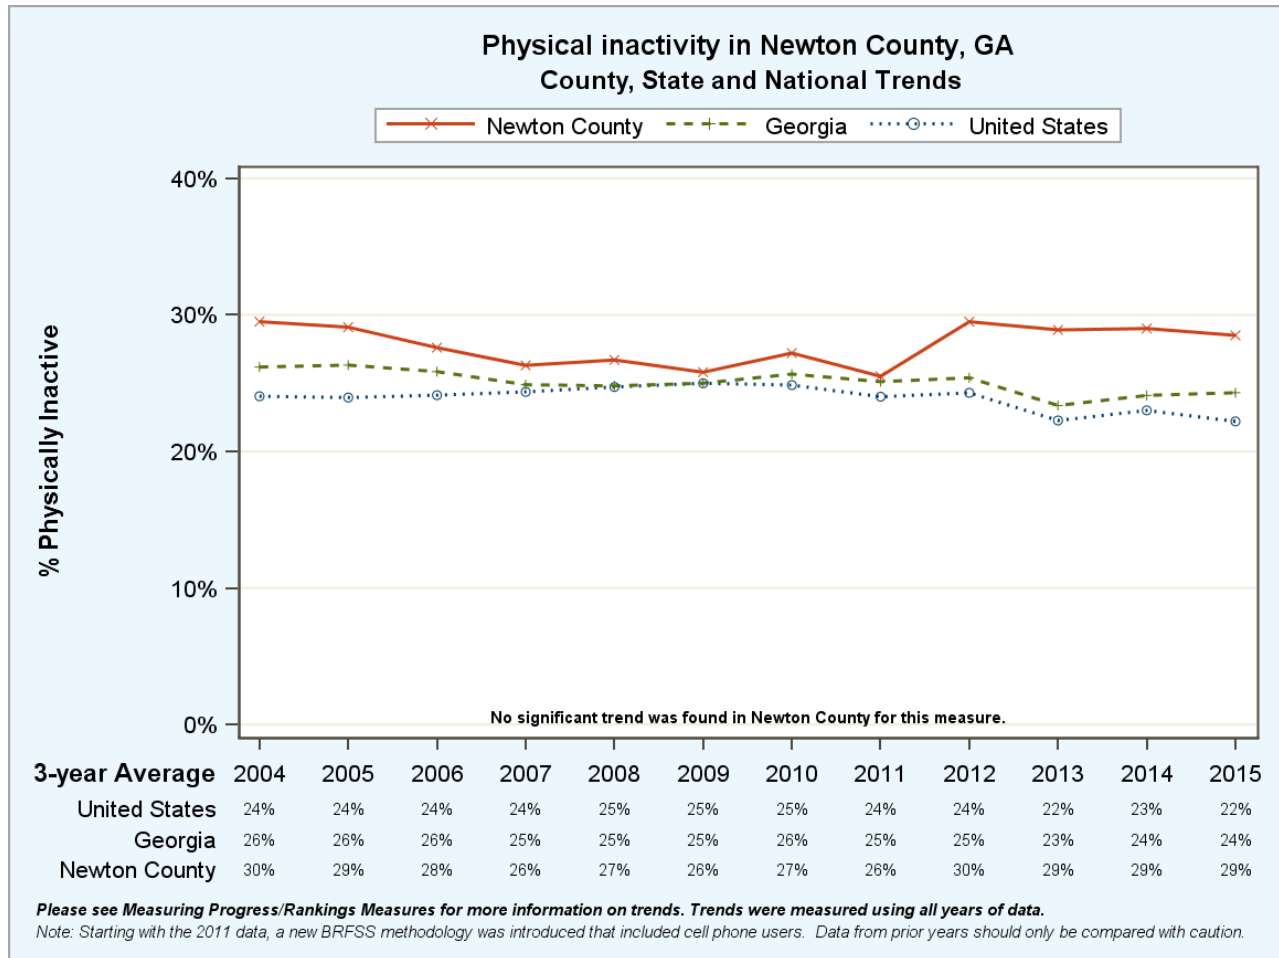 Physical inactivity in Newton County, GA
County, State and National Trends
Newton County Georgia United States
% Physically Inactive
40%
30%
20%
10%
0%
No significant trend was found in Newton County for this measure.
3-year Average 2004 2005 2006 2007 2008 2009 2010 2011 2012 2013 2014 2015
United States 24% 24% 24% 24% 25% 25% 25% 24% 24% 22% 23% 22%
Georgia 26% 26% 26% 25% 25% 25% 26% 25% 25% 23% 24% 24%
Newton County 30% 29% 28% 26% 27% 26% 27% 26% 30% 29% 29% 29%
Please see Measuring Progress/Rankings Measures for more information on trends. Trends were measured using all years of data.
Note: Starting with the 2011 data, a new BRFSS methodology was introduced that included cell phone users. Data from prior years should only be compared with caution.